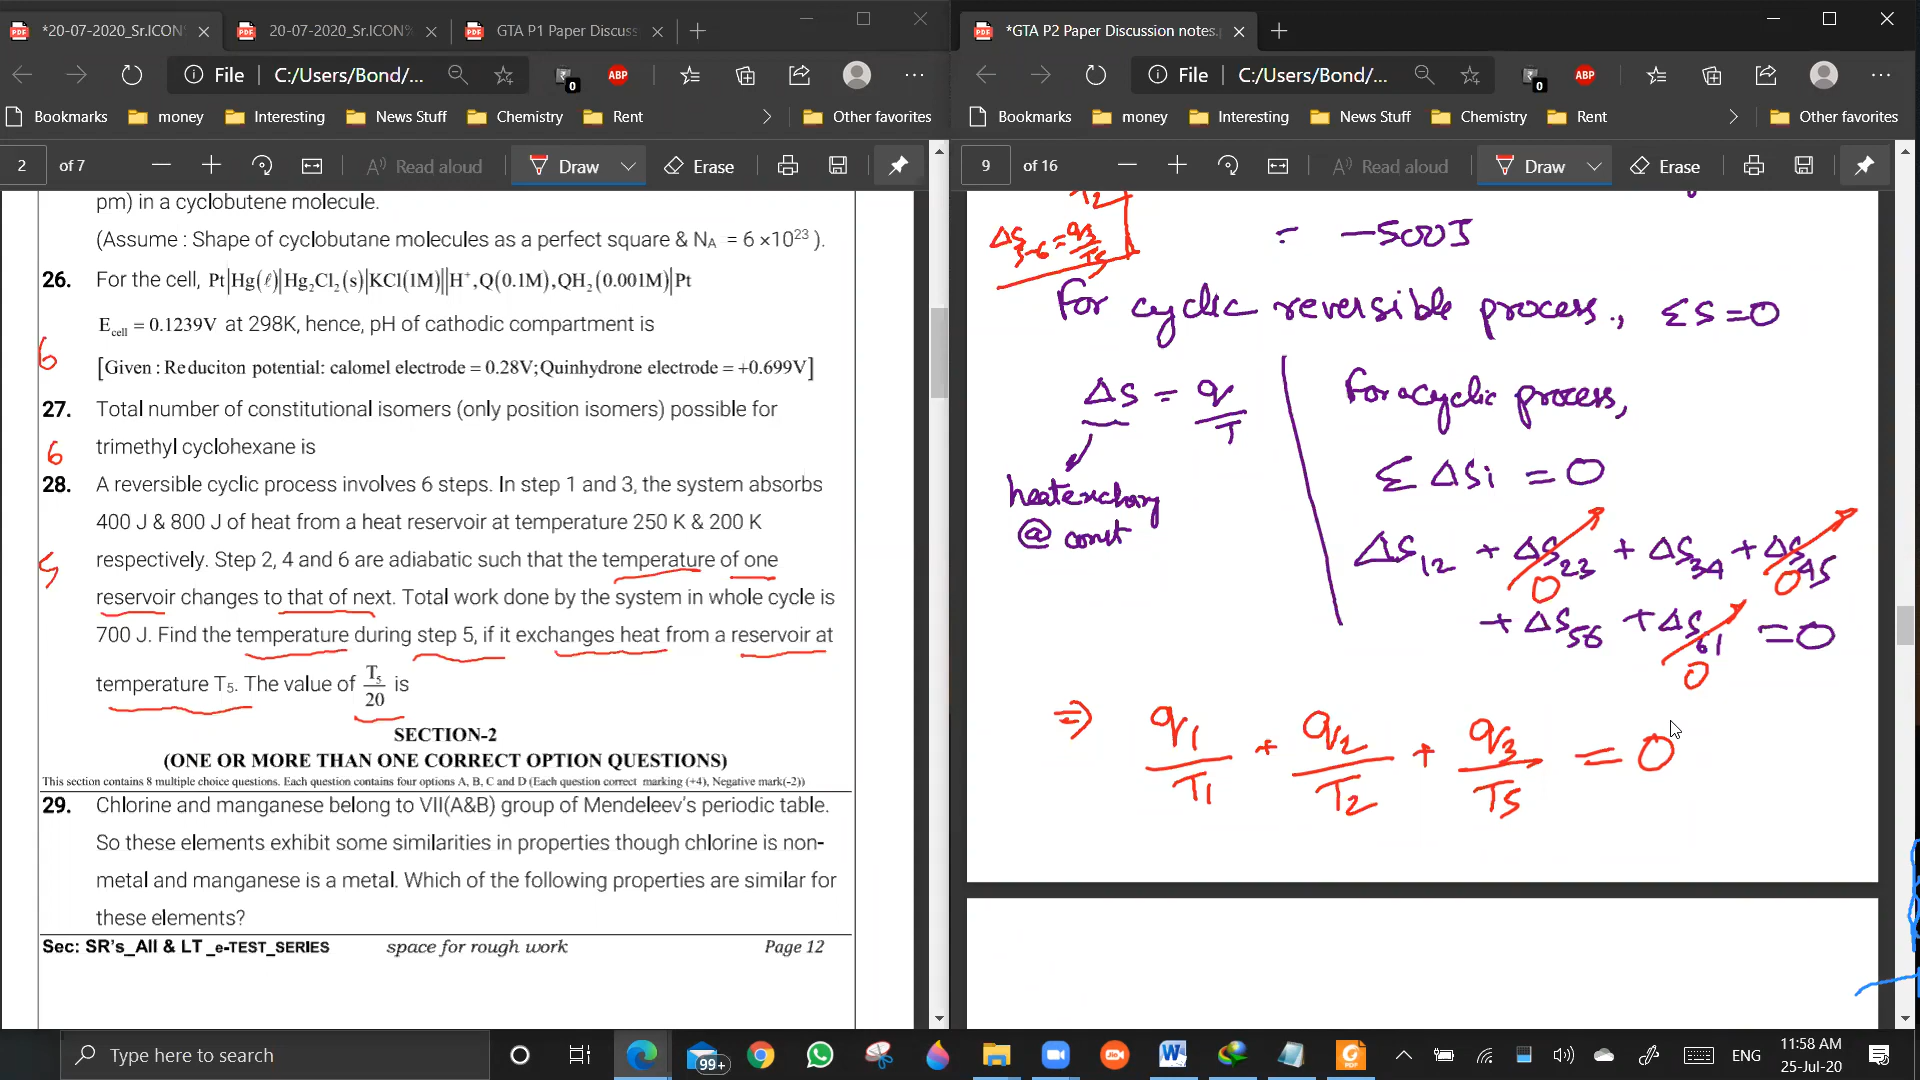 *20-07-2020_Sr.ICON%
20-07-2020_Sr.ICON%
GTA P1 Paper Discuss
*GTA P2 Paper Discussion notes.
File
C:/Users/Bond/...
ABP
0
File
C:/Users/Bond/...
ABP
0
Bookmarks
money
Interesting
News Stuff
Chemistry
Rent
Other favorites
Bookmarks
money
Interesting
News Stuff
Chemistry
Rent
Other favorites
2 of 7
Read aloud
Draw
Erase
9 of 16
Read aloud
Draw
Erase
pm) in a cyclobutene molecule.
(Assume : Shape of cyclobutane molecules as a perfect square & NA = 6 ×10²³ ).
26. For the cell, Pt|Hg(ℓ)|Hg₂Cl₂(s)|KCl(1M)||H⁺,Q(0.1M),QH₂(0.001M)|Pt
Ecell = 0.1239V at 298K, hence, pH of cathodic compartment is
6
[Given : Reduciton potential: calomel electrode = 0.28V;Quinhydrone electrode = +0.699V]
27. Total number of constitutional isomers (only position isomers) possible for
6 trimethyl cyclohexane is
28. A reversible cyclic process involves 6 steps. In step 1 and 3, the system absorbs
400 J & 800 J of heat from a heat reservoir at temperature 250 K & 200 K
5 respectively. Step 2, 4 and 6 are adiabatic such that the temperature of one
reservoir changes to that of next. Total work done by the system in whole cycle is
700 J. Find the temperature during step 5, if it exchanges heat from a reservoir at
temperature T₅. The value of T₅/20 is
SECTION-2
(ONE OR MORE THAN ONE CORRECT OPTION QUESTIONS)
This section contains 8 multiple choice questions. Each question contains four options A, B, C and D (Each question correct marking (+4), Negative mark(-2))
29. Chlorine and manganese belong to VII(A&B) group of Mendeleev's periodic table.
So these elements exhibit some similarities in properties though chlorine is non-
metal and manganese is a metal. Which of the following properties are similar for
these elements?
Sec: SR's_All & LT _e-TEST_SERIES space for rough work Page 12
T2
ΔS5-6 = q3/T5
= -500J
For cyclic reversible process., ΣS=0
ΔS = q/T
heat exchang
@ const
For a cyclic process,
ΣΔSi = 0
ΔS12 + ΔS23 + ΔS34 + ΔS45
0 0
+ ΔS56 + ΔS61 = 0
0
⇒ q1/T1 + q2/T2 + q3/T5 = 0
Type here to search
99+
ENG
11:58 AM
25-Jul-20